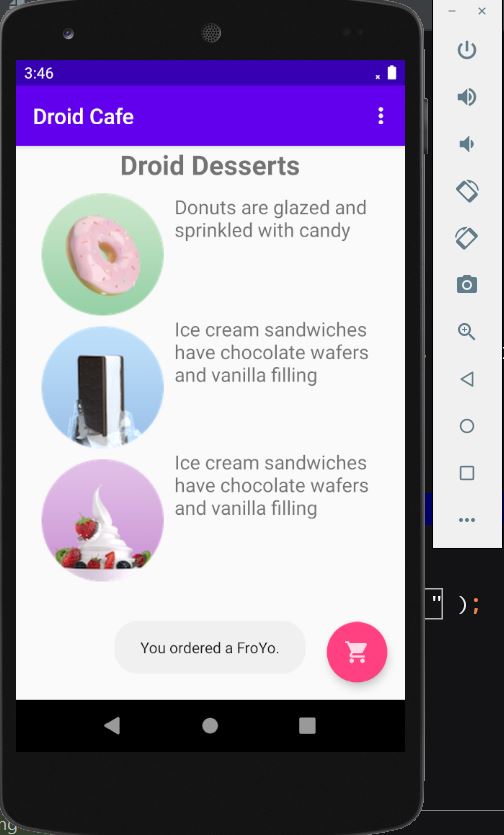 3:46
Droid Cafe
Droid Desserts
Donuts are glazed and
sprinkled with candy
Ice cream sandwiches
have chocolate wafers
and vanilla filling
Ice cream sandwiches
have chocolate wafers
and vanilla filling
" );
You ordered a FroYo.
ng